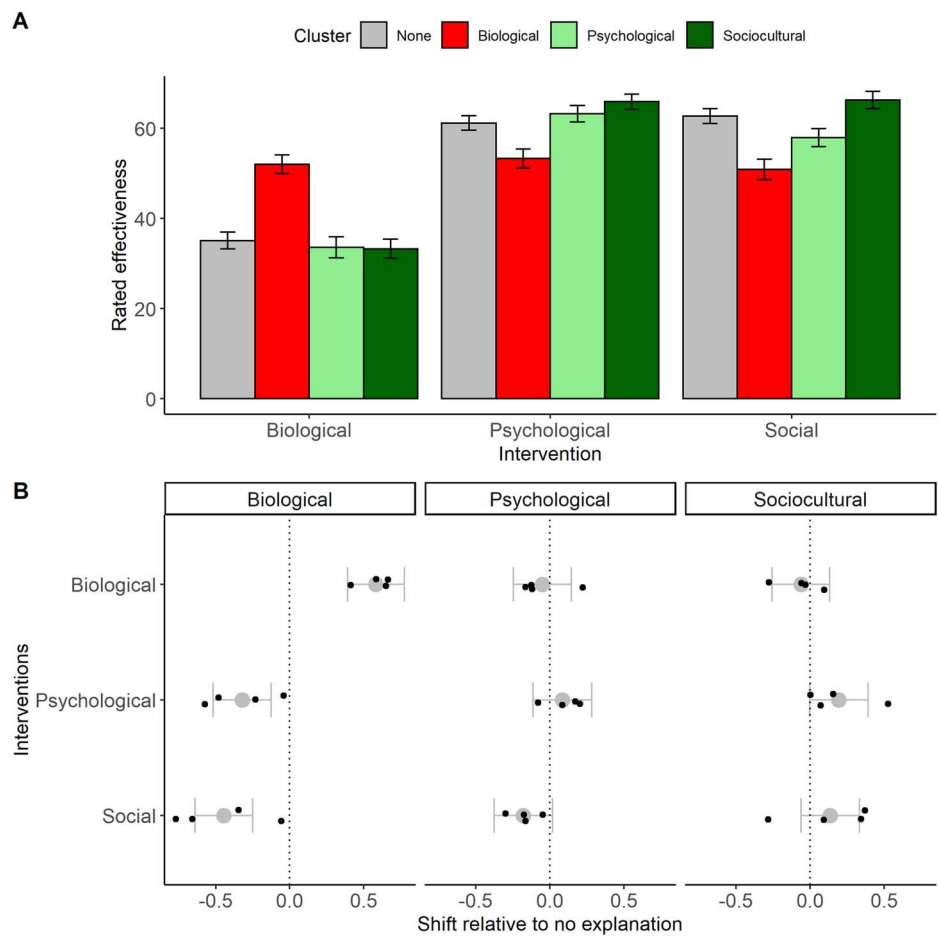 A
Cluster None Biological Psychological Sociocultural
Rated effectiveness
60
40
20
0
Biological Psychological Social
Intervention
B
Biological Psychological Sociocultural
Interventions
Biological
Psychological
Social
-0.5 0.0 0.5 -0.5 0.0 0.5 -0.5 0.0 0.5
Shift relative to no explanation